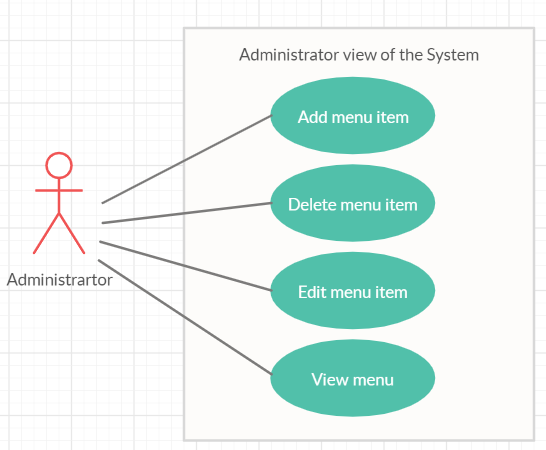 Administrator view of the System
Add menu item
Delete menu item
Edit menu item
Administrartor
View menu